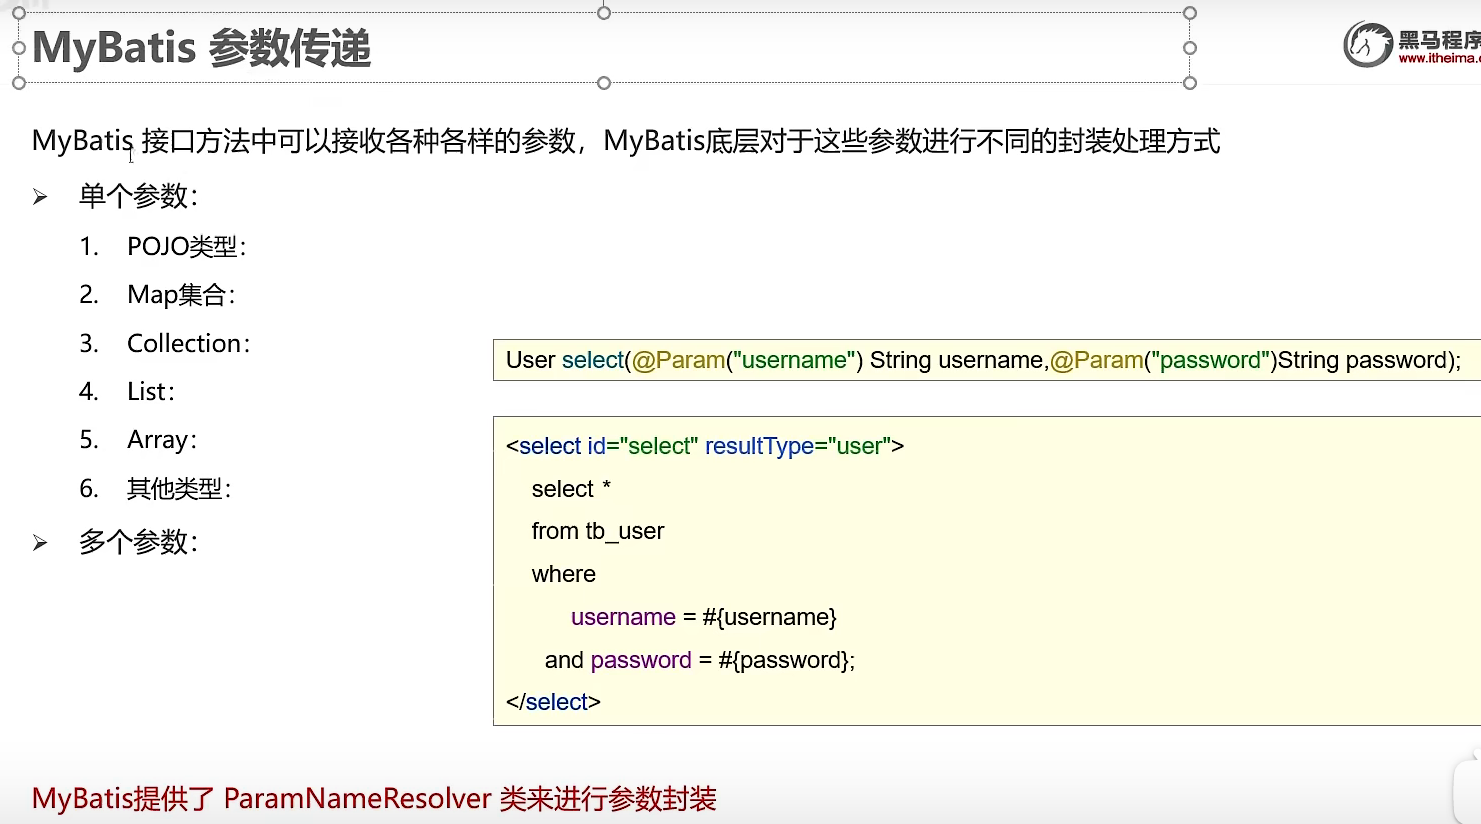 MyBatis 参数传递
黑马程序
www.itheima.c
MyBatis 接口方法中可以接收各种各样的参数，MyBatis底层对于这些参数进行不同的封装处理方式
➢ 单个参数：
1. POJO类型：
2. Map集合：
3. Collection：
4. List：
5. Array：
6. 其他类型：
➢ 多个参数：
User select(@Param("username") String username,@Param("password")String password);
<select id="select" resultType="user">
select *
from tb_user
where
username = #{username}
and password = #{password};
</select>
MyBatis提供了 ParamNameResolver 类来进行参数封装